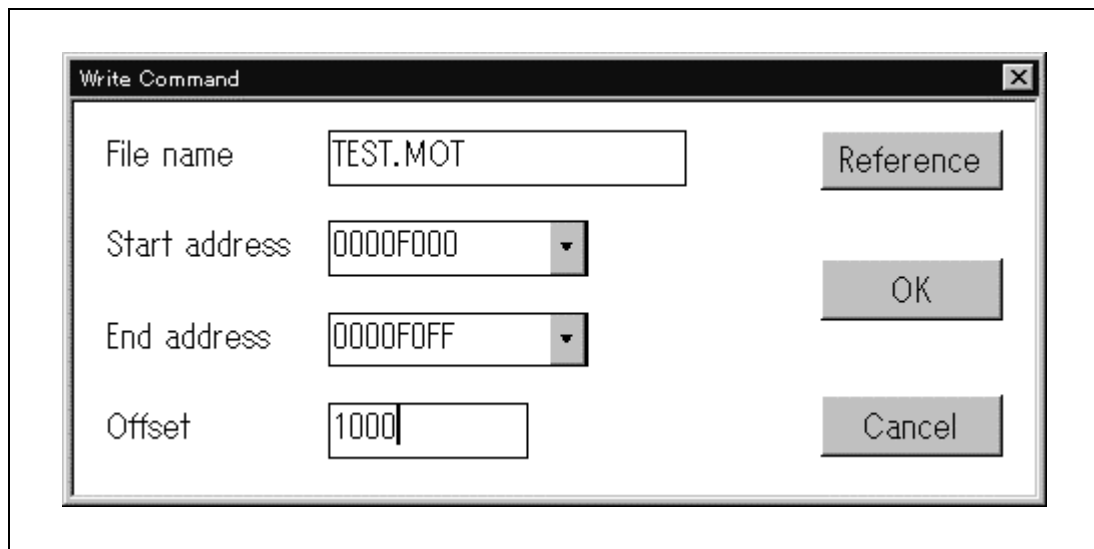 Write Command
File name TEST.MOT Reference
Start address 0000F000
OK
End address 0000F0FF
Offset 1000 Cancel